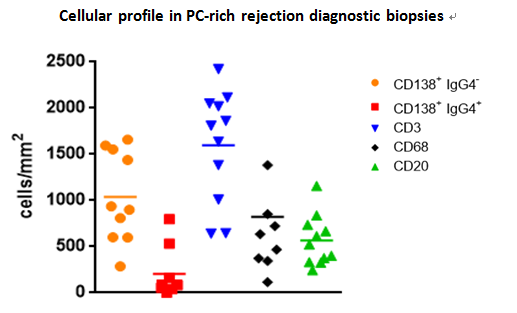 Cellular profile in PC-rich rejection diagnostic biopsies ↵
cells/mm²
2500
2000
1500
1000
500
0
CD138⁺ IgG4⁻
CD138⁺ IgG4⁺
CD3
CD68
CD20